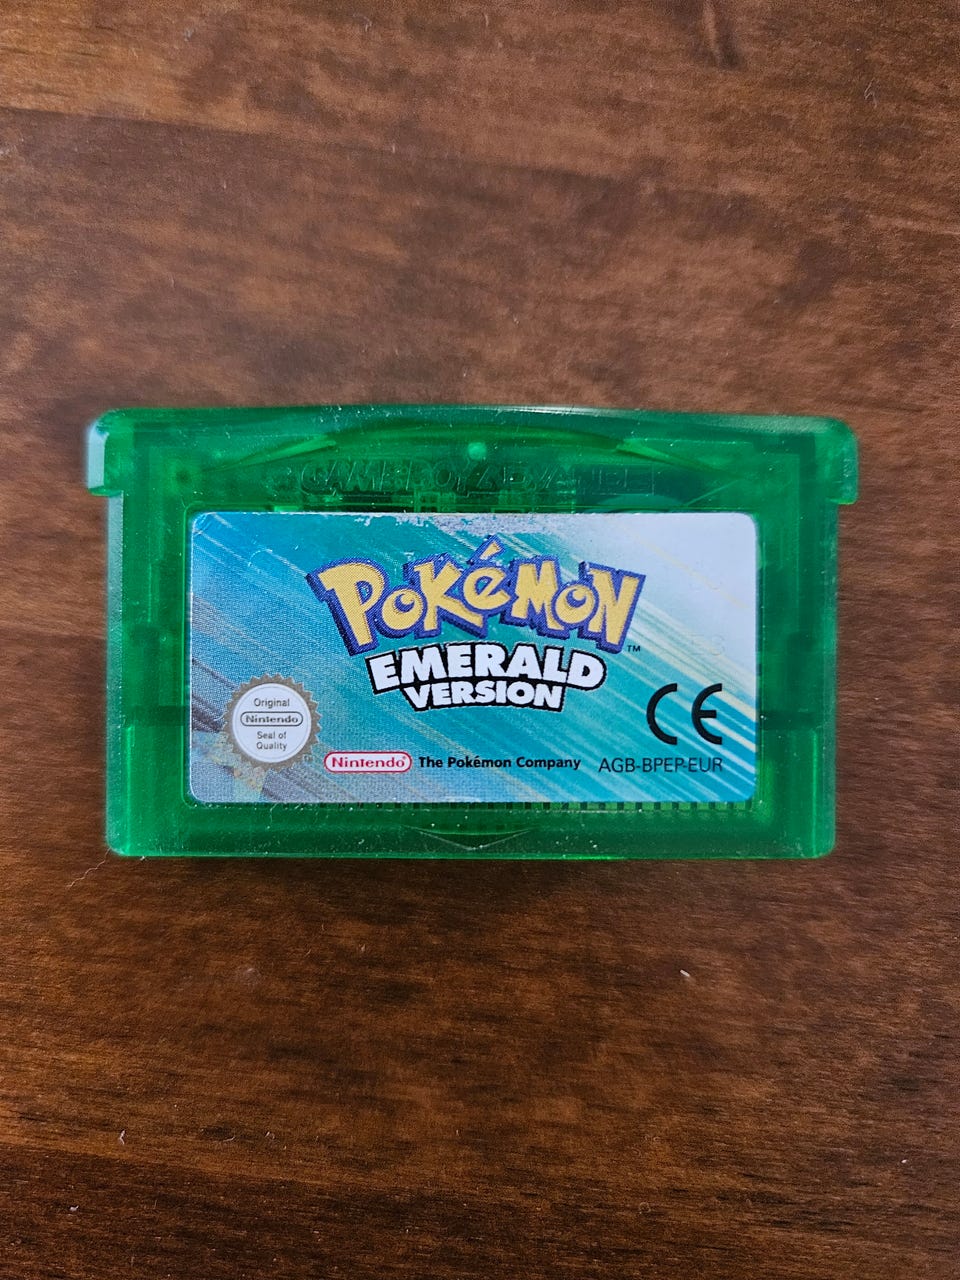 GAME BOY ADVANCE
POKéMON
™
EMERALD
VERSION
Original
Nintendo
Seal of
Quality
Nintendo The Pokémon Company
CE
AGB-BPEP-EUR